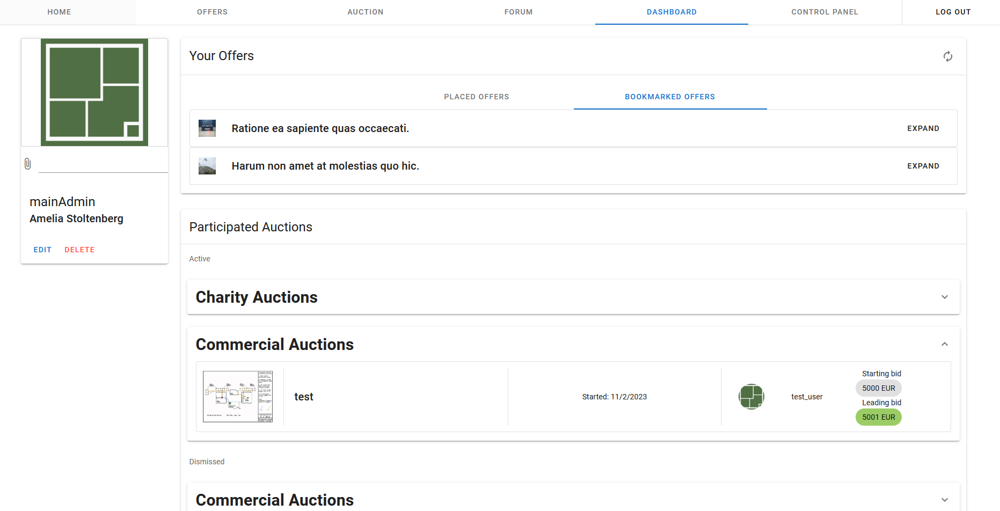 HOME
OFFERS
AUCTION
FORUM
DASHBOARD
CONTROL PANEL
LOG OUT
mainAdmin
Amelia Stoltenberg
EDIT
DELETE
Your Offers
PLACED OFFERS
BOOKMARKED OFFERS
Ratione ea sapiente quas occaecati.
EXPAND
Harum non amet at molestias quo hic.
EXPAND
Participated Auctions
Active
Charity Auctions
Commercial Auctions
test
Started: 11/2/2023
test_user
Starting bid
5000 EUR
Leading bid
5001 EUR
Dismissed
Commercial Auctions